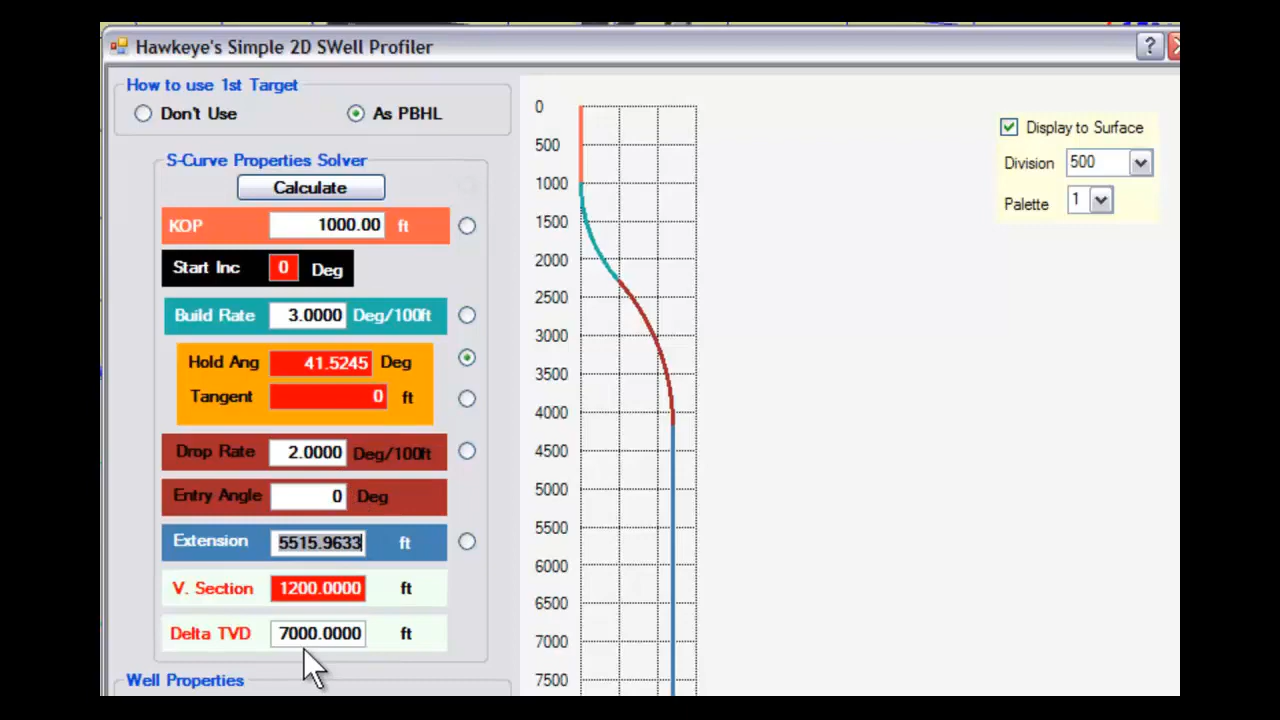 Hawkeye's Simple 2D SWell Profiler
?
How to use 1st Target
Don't Use
As PBHL
S-Curve Properties Solver
Calculate
KOP 1000.00 ft
Start Inc 0 Deg
Build Rate 3.0000 Deg/100ft
Hold Ang 41.5245 Deg
Tangent 0 ft
Drop Rate 2.0000 Deg/100ft
Entry Angle 0 Deg
Extension 5515.9633 ft
V. Section 1200.0000 ft
Delta TVD 7000.0000 ft
Well Properties
0
500
1000
1500
2000
2500
3000
3500
4000
4500
5000
5500
6000
6500
7000
7500
Display to Surface
Division 500
Palette 1